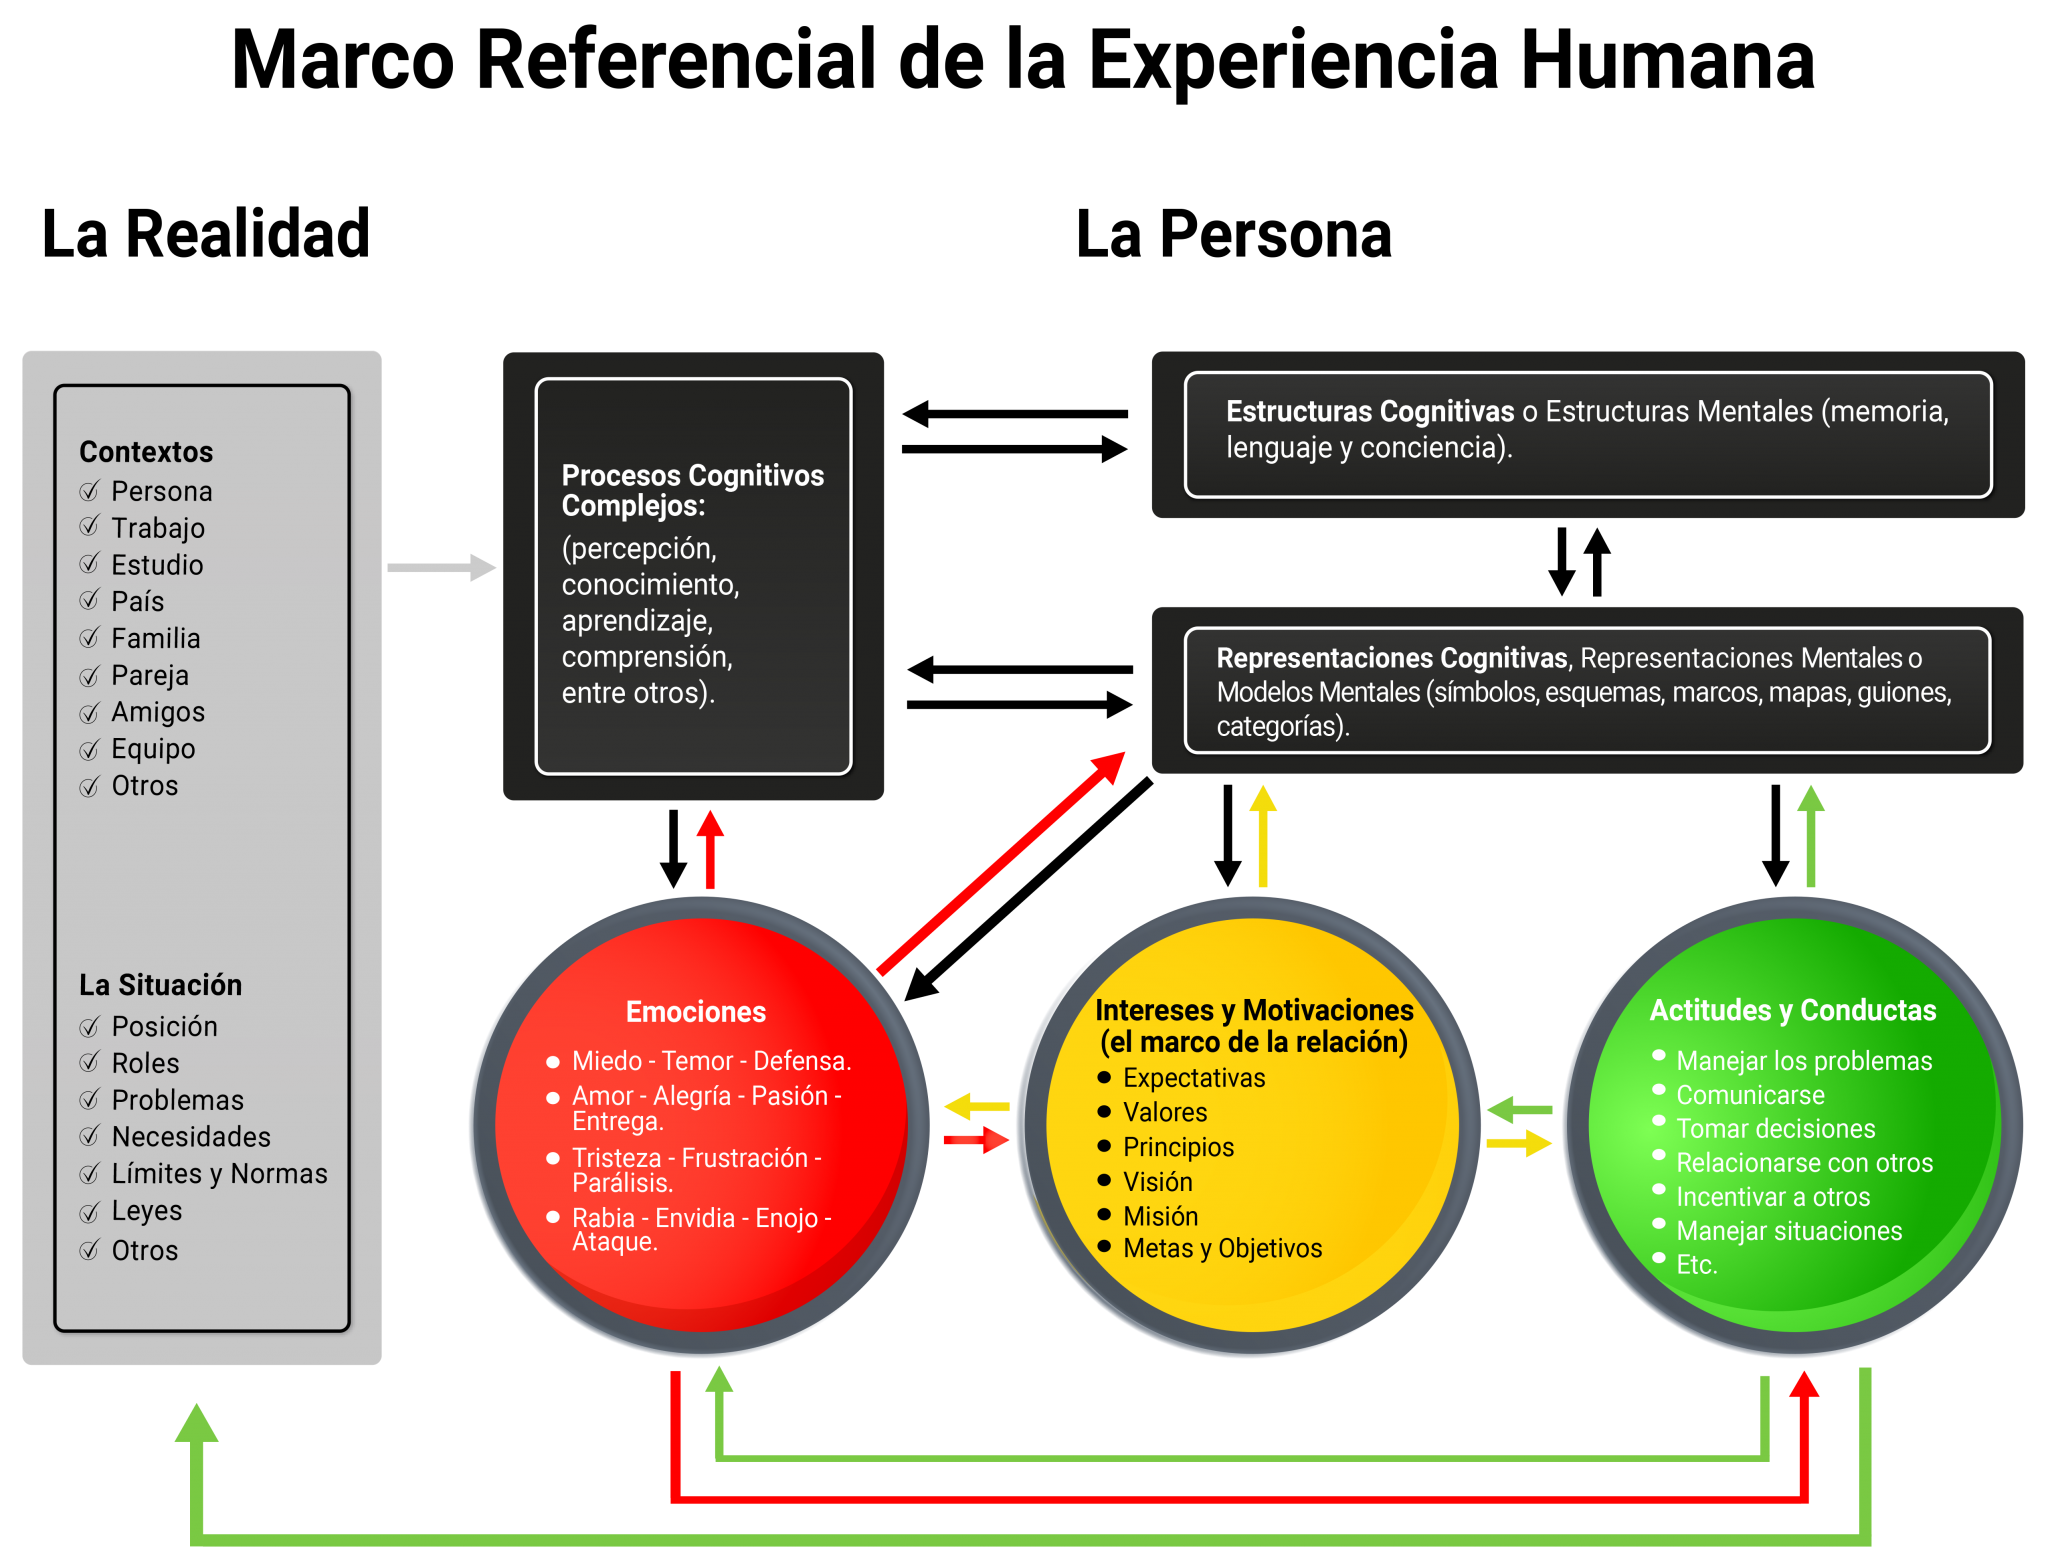 Marco Referencial de la Experiencia Humana
La Realidad
La Persona
Contextos
Persona
Trabajo
Estudio
País
Familia
Pareja
Amigos
Equipo
Otros
La Situación
Posición
Roles
Problemas
Necesidades
Límites y Normas
Leyes
Otros
Procesos Cognitivos
Complejos:
(percepción,
conocimiento,
aprendizaje,
comprensión,
entre otros).
Estructuras Cognitivas o Estructuras Mentales (memoria,
lenguaje y conciencia).
Representaciones Cognitivas, Representaciones Mentales o
Modelos Mentales (símbolos, esquemas, marcos, mapas, guiones,
categorías).
Emociones
Miedo - Temor - Defensa.
Amor - Alegría - Pasión -
Entrega.
Tristeza - Frustración -
Parálisis.
Rabia - Envidia - Enojo -
Ataque.
Intereses y Motivaciones
(el marco de la relación)
Expectativas
Valores
Principios
Visión
Misión
Metas y Objetivos
Actitudes y Conductas
Manejar los problemas
Comunicarse
Tomar decisiones
Relacionarse con otros
Incentivar a otros
Manejar situaciones
Etc.